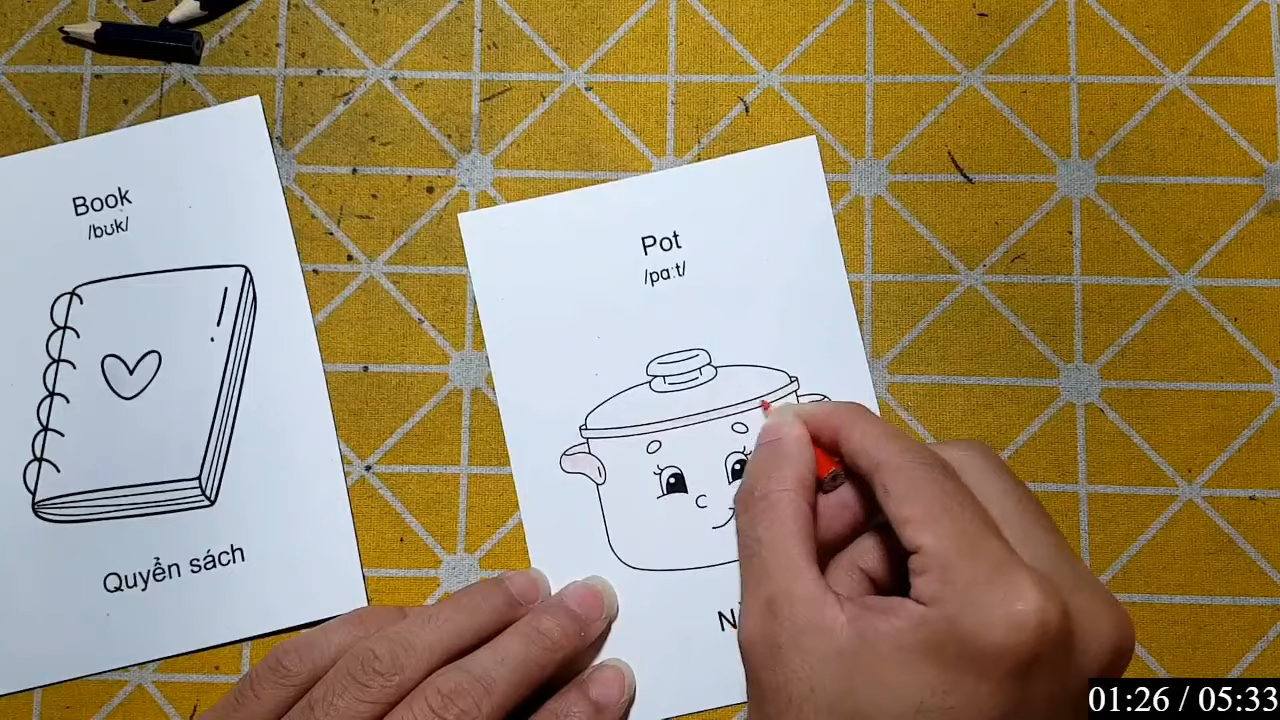 Book
/bʊk/
Quyển sách
Pot
/pɑːt/
01:26 / 05:33